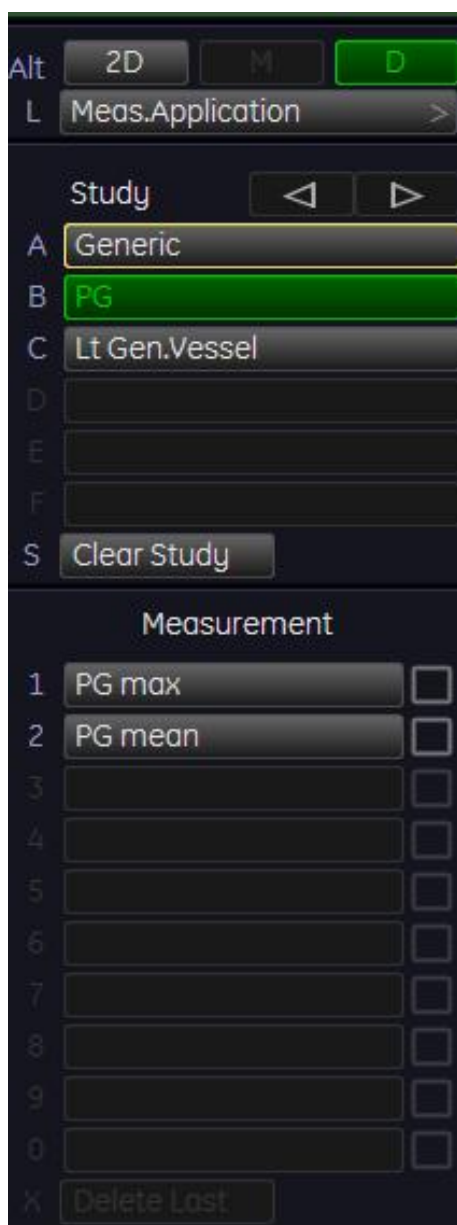 Alt 2D M D
L Meas.Application >
Study
A Generic
B PG
C Lt Gen.Vessel
D
E
F
S Clear Study
Measurement
1 PG max
2 PG mean
3
4
5
6
7
8
9
0
X Delete Last